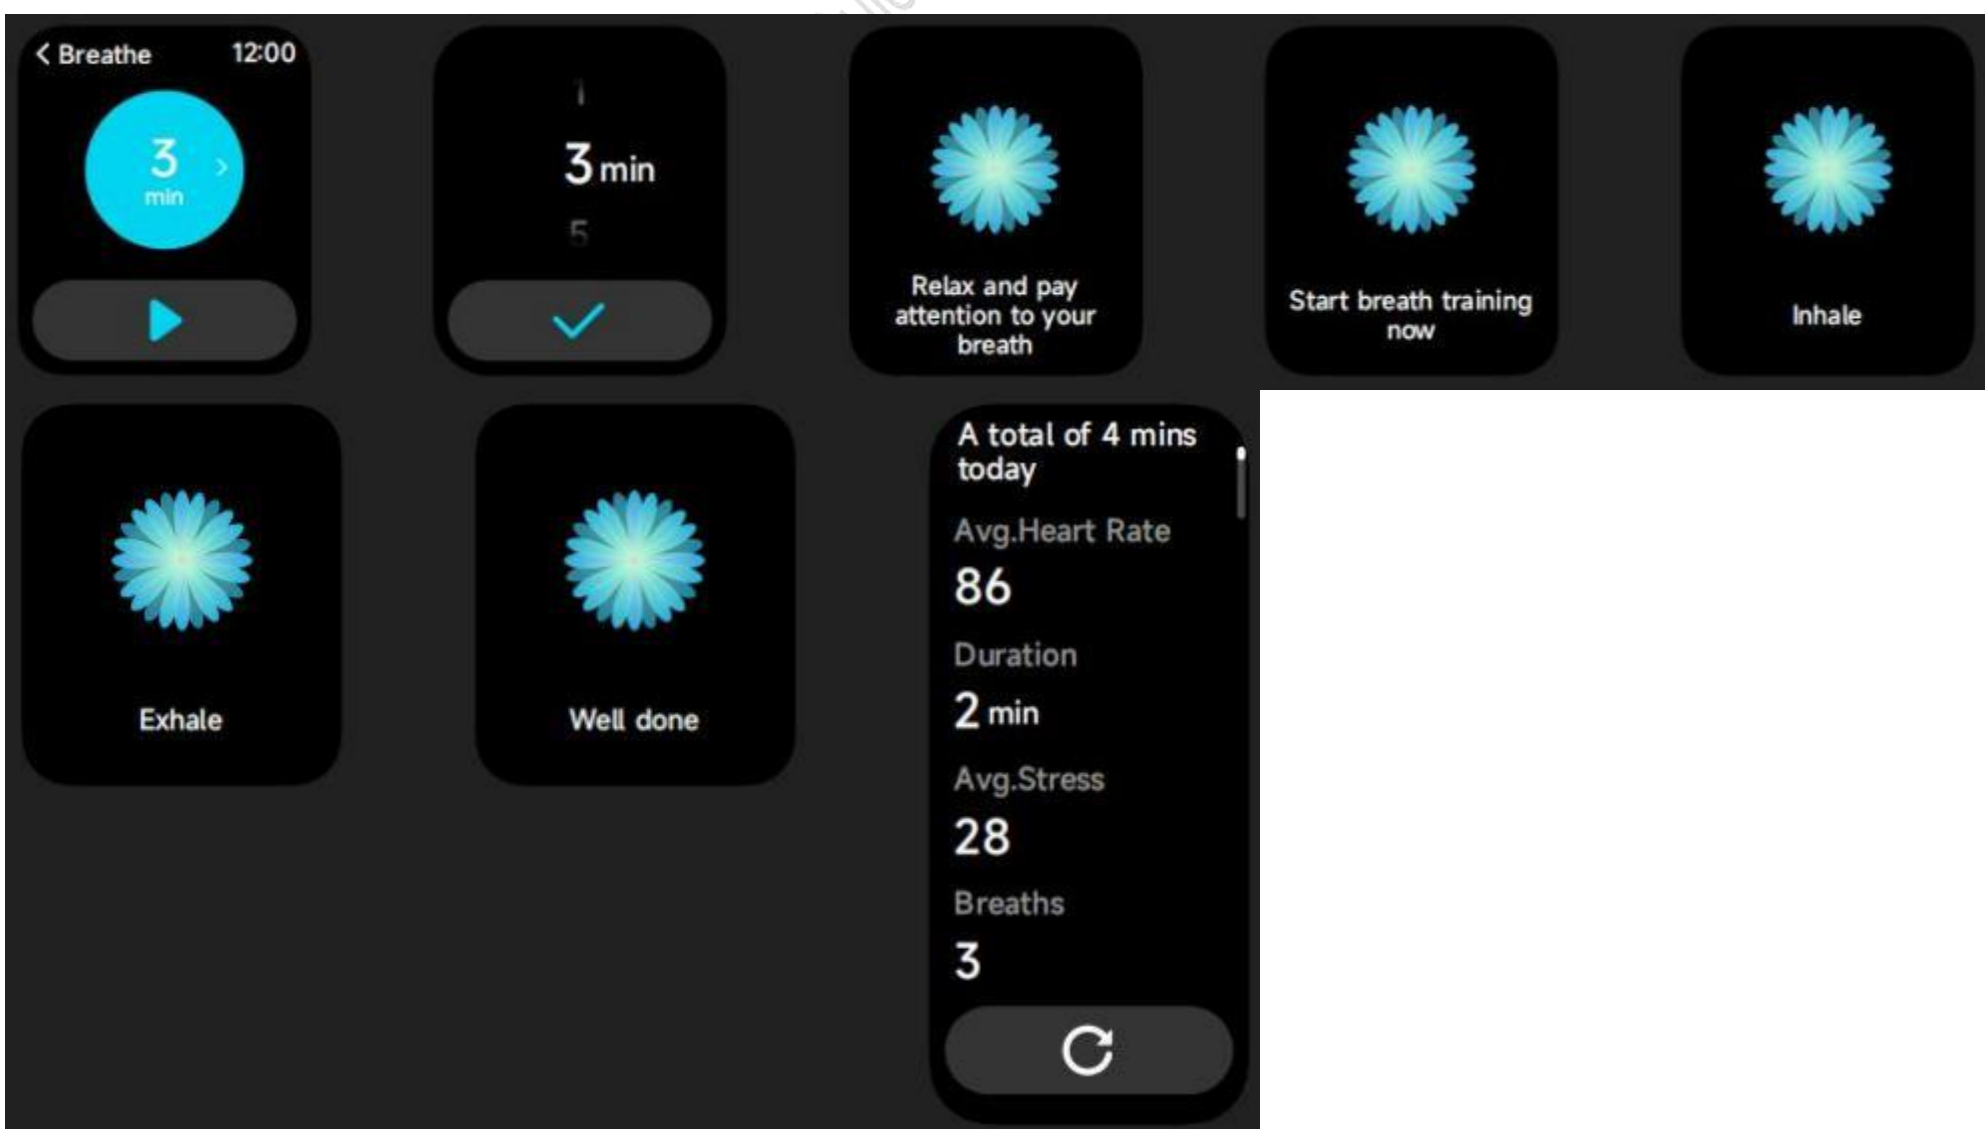 < Breathe 12:00
3
min
1
3 min
5
Relax and pay
attention to your
breath
Start breath training
now
Inhale
Exhale
Well done
A total of 4 mins
today
Avg.Heart Rate
86
Duration
2 min
Avg.Stress
28
Breaths
3